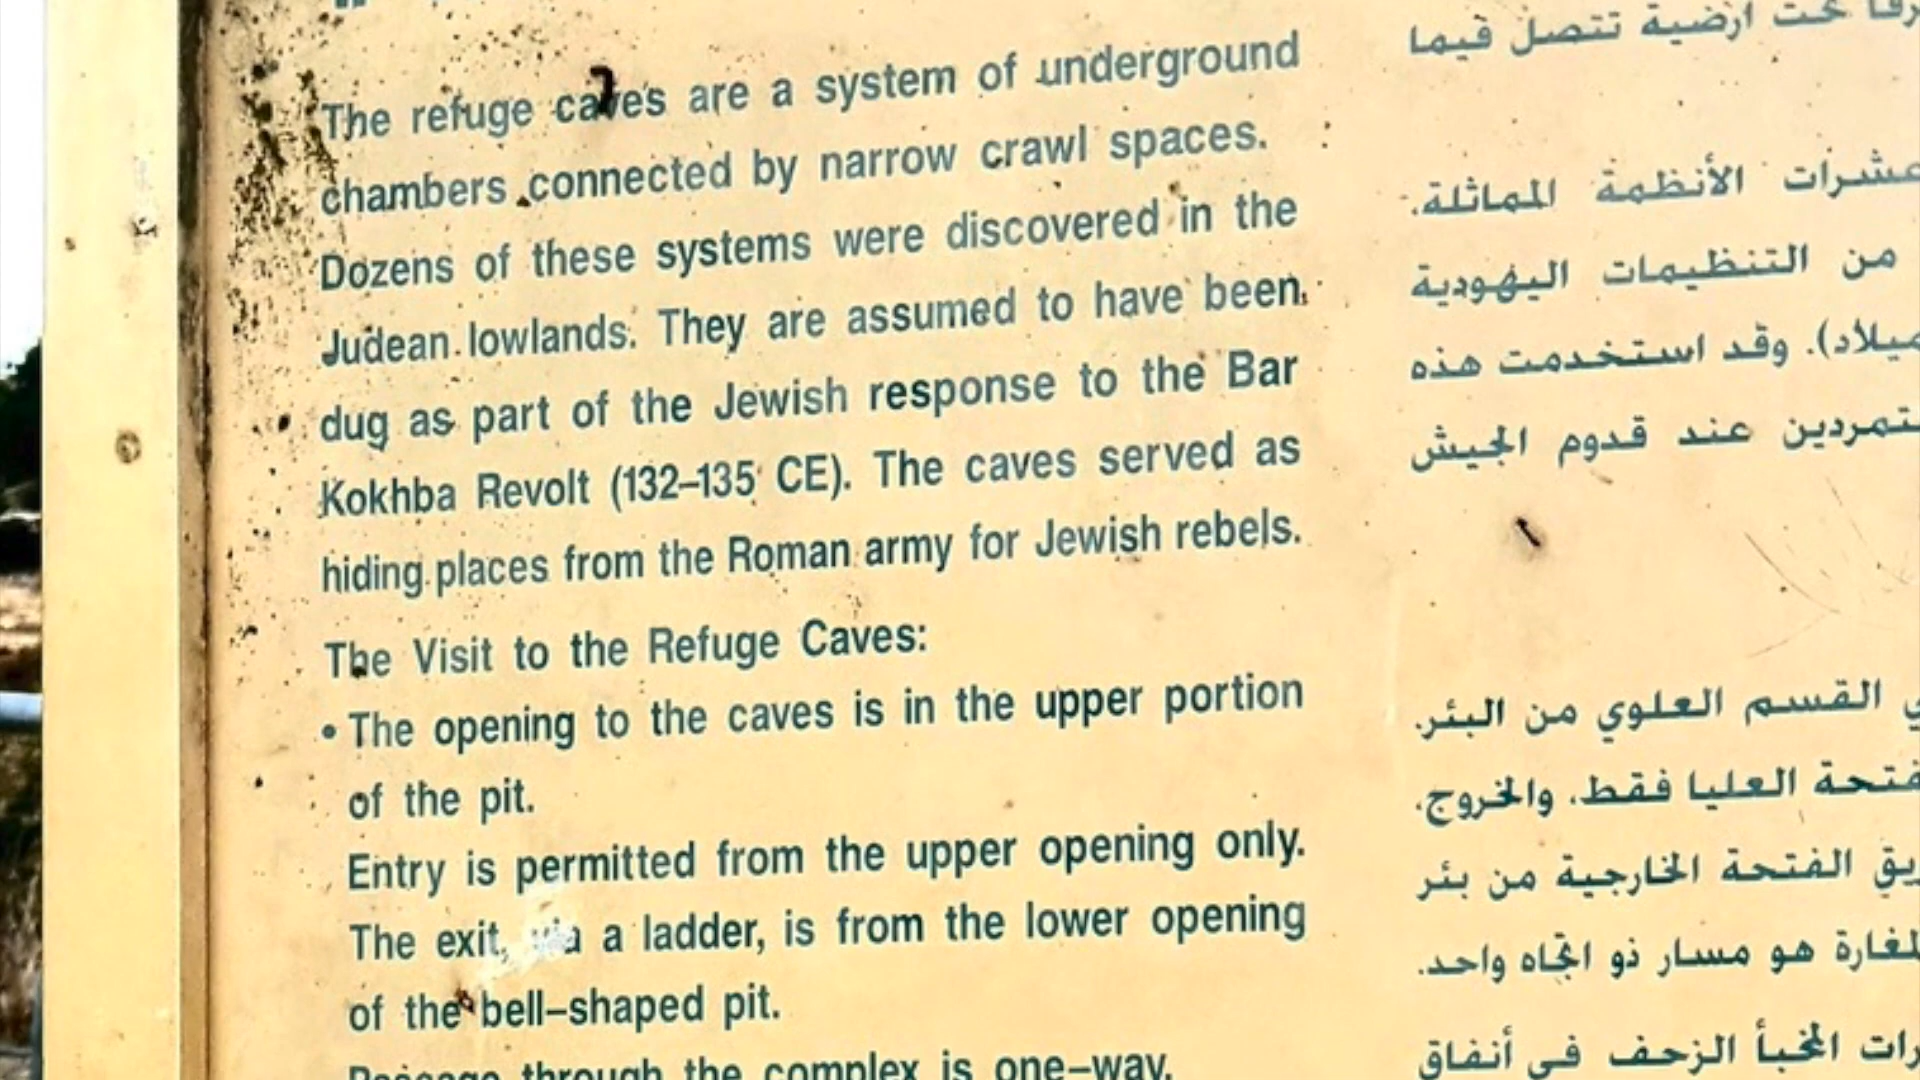 The refuge caves are a system of underground
chambers connected by narrow crawl spaces.
Dozens of these systems were discovered in the
Judean lowlands. They are assumed to have been
dug as part of the Jewish response to the Bar
Kokhba Revolt (132–135 CE). The caves served as
hiding places from the Roman army for Jewish rebels.
The Visit to the Refuge Caves:
• The opening to the caves is in the upper portion
of the pit.
Entry is permitted from the upper opening only.
The exit, via a ladder, is from the lower opening
of the bell–shaped pit.
Passage through the complex is one–way.
تحت ارضية تتصل فيما
عشرات الأنظمة المماثلة.
من التنظيمات اليهودية
وقد استخدمت هذه
عند قدوم الجيش
القسم العلوي من البئر.
العليا فقط، والخروج،
الفتحة الخارجية من بئر
هو مسار ذو اتجاه واحد.
المخبأ الزحف في أنفاق